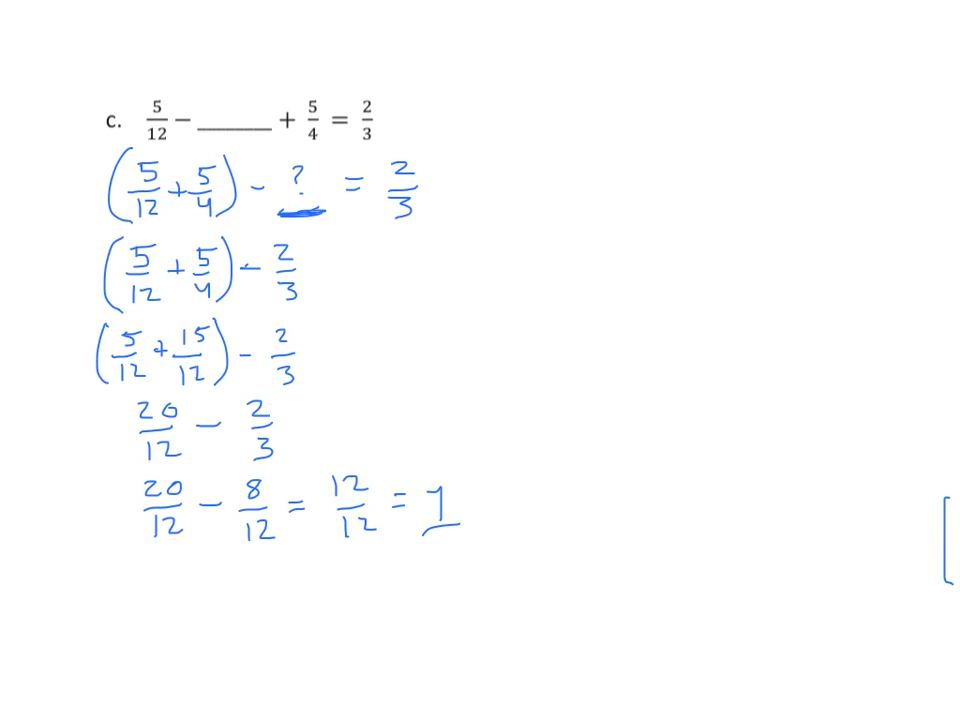 c. 5/12 − ______ + 5/4 = 2/3
(5/12 + 5/4) - ? = 2/3
(5/12 + 5/4) - 2/3
(5/12 + 15/12) - 2/3
20/12 - 2/3
20/12 - 8/12 = 12/12 = 1